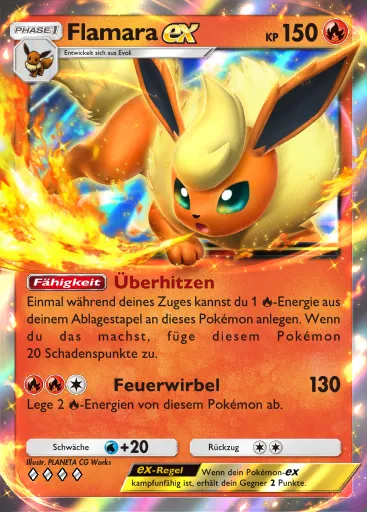 PHASE 1 Flamara ex KP 150
Entwickelt sich aus Evoli
Fähigkeit Überhitzen
Einmal während deines Zuges kannst du 1 -Energie aus
deinem Ablagestapel an dieses Pokémon anlegen. Wenn
du das machst, füge diesem Pokémon
20 Schadenspunkte zu.
Feuerwirbel 130
Lege 2 -Energien von diesem Pokémon ab.
Schwäche +20 Rückzug
Illustr. PLANETA CG Works
ex-Regel Wenn dein Pokémon-ex
kampfunfähig ist, erhält dein Gegner 2 Punkte.